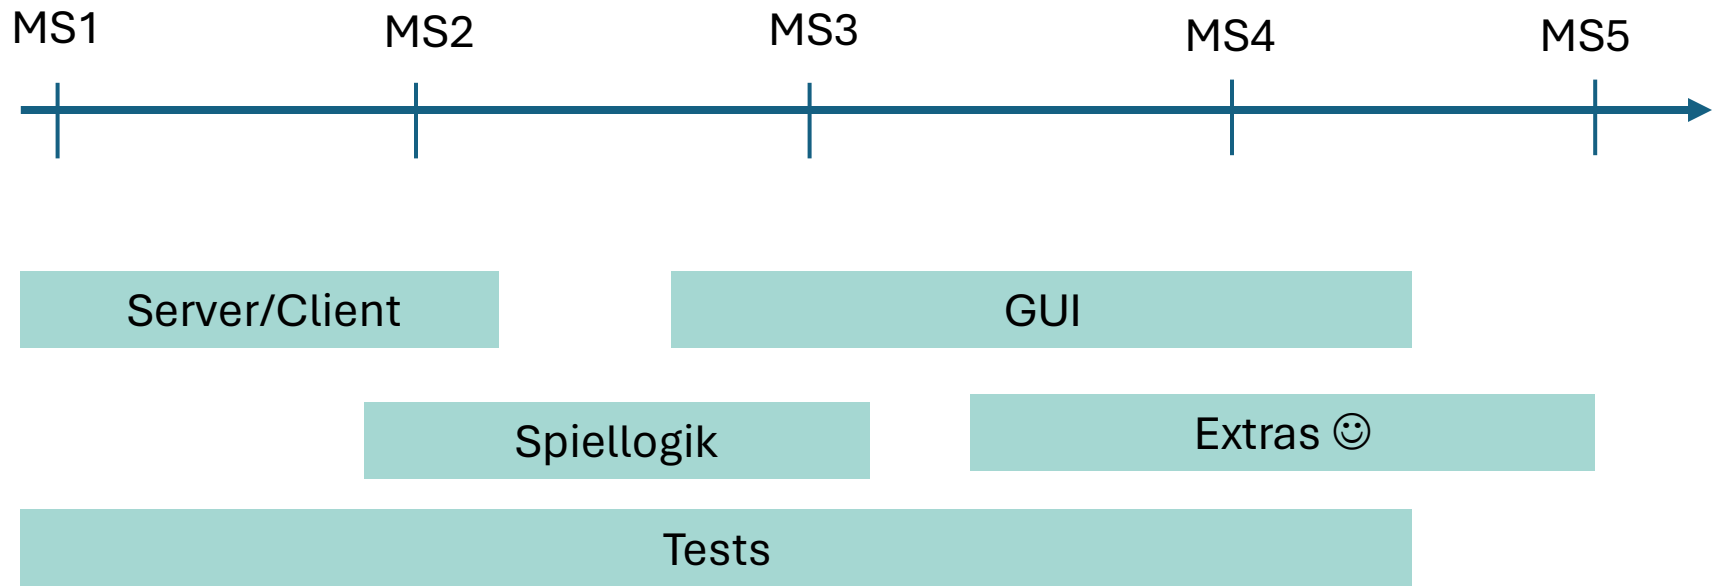 MS1 MS2 MS3 MS4 MS5
Server/Client GUI
Spiellogik Extras ☺
Tests